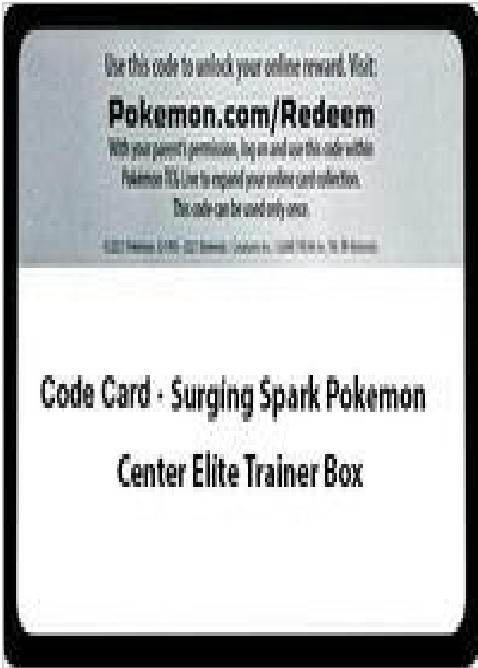 Use this code to unlock your online reward. Visit:
Pokemon.com/Redeem
With your parent's permission, log on and use this code within
Pokémon TCG Live to expand your online card collection.
This code can be used only once.
Code Card - Surging Spark Pokemon
Center Elite Trainer Box